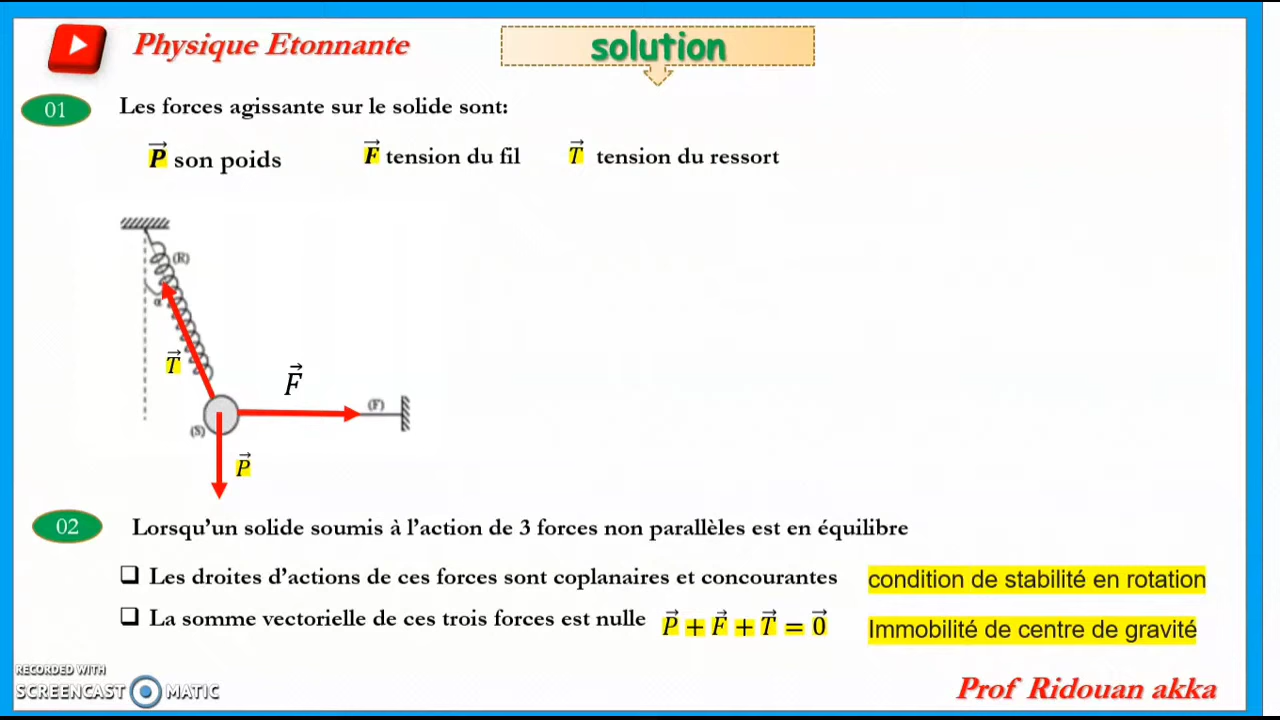 Physique Etonnante
solution
01
Les forces agissante sur le solide sont:
P⃗ son poids
F⃗ tension du fil
T⃗ tension du ressort
(R)
α
T⃗
F⃗
(F)
(S)
P⃗
02
Lorsqu'un solide soumis à l'action de 3 forces non parallèles est en équilibre
❑ Les droites d'actions de ces forces sont coplanaires et concourantes
condition de stabilité en rotation
❑ La somme vectorielle de ces trois forces est nulle
P⃗ + F⃗ + T⃗ = 0⃗
Immobilité de centre de gravité
RECORDED WITH
SCREENCAST MATIC
Prof Ridouan akka